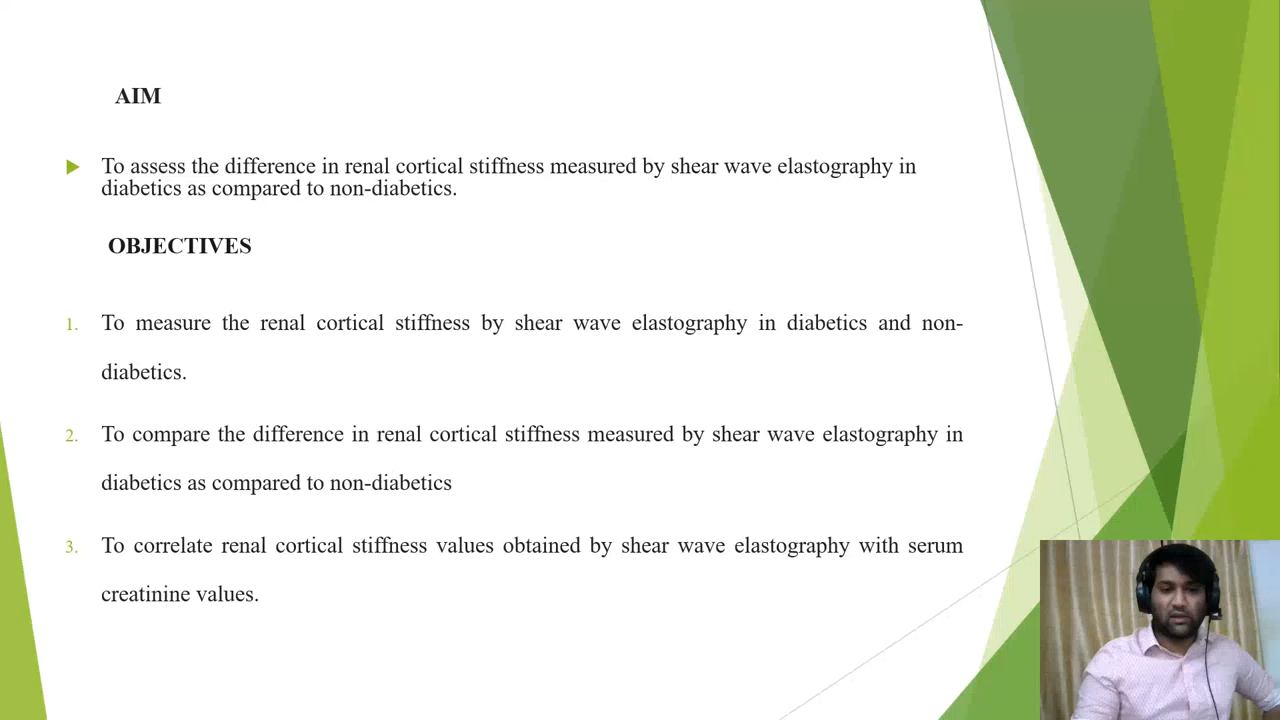 AIM
To assess the difference in renal cortical stiffness measured by shear wave elastography in
diabetics as compared to non-diabetics.
OBJECTIVES
1. To measure the renal cortical stiffness by shear wave elastography in diabetics and non-
diabetics.
2. To compare the difference in renal cortical stiffness measured by shear wave elastography in
diabetics as compared to non-diabetics
3. To correlate renal cortical stiffness values obtained by shear wave elastography with serum
creatinine values.